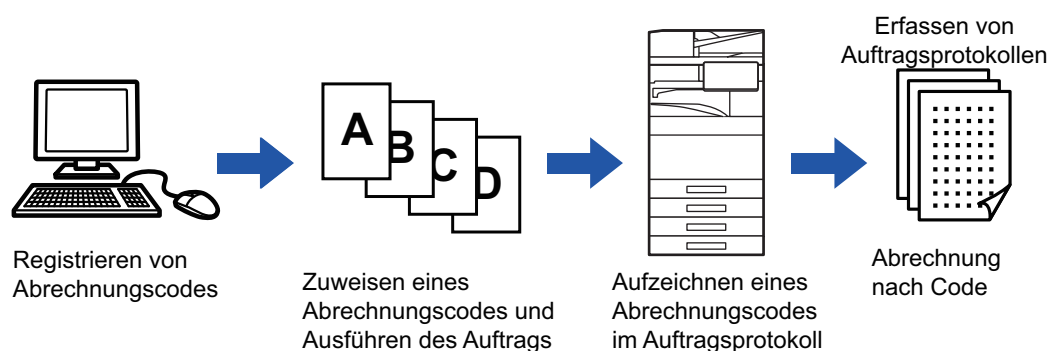 Registrieren von
Abrechnungscodes
A
B
C
D
Zuweisen eines
Abrechnungscodes und
Ausführen des Auftrags
Aufzeichnen eines
Abrechnungscodes
im Auftragsprotokoll
Erfassen von
Auftragsprotokollen
Abrechnung
nach Code